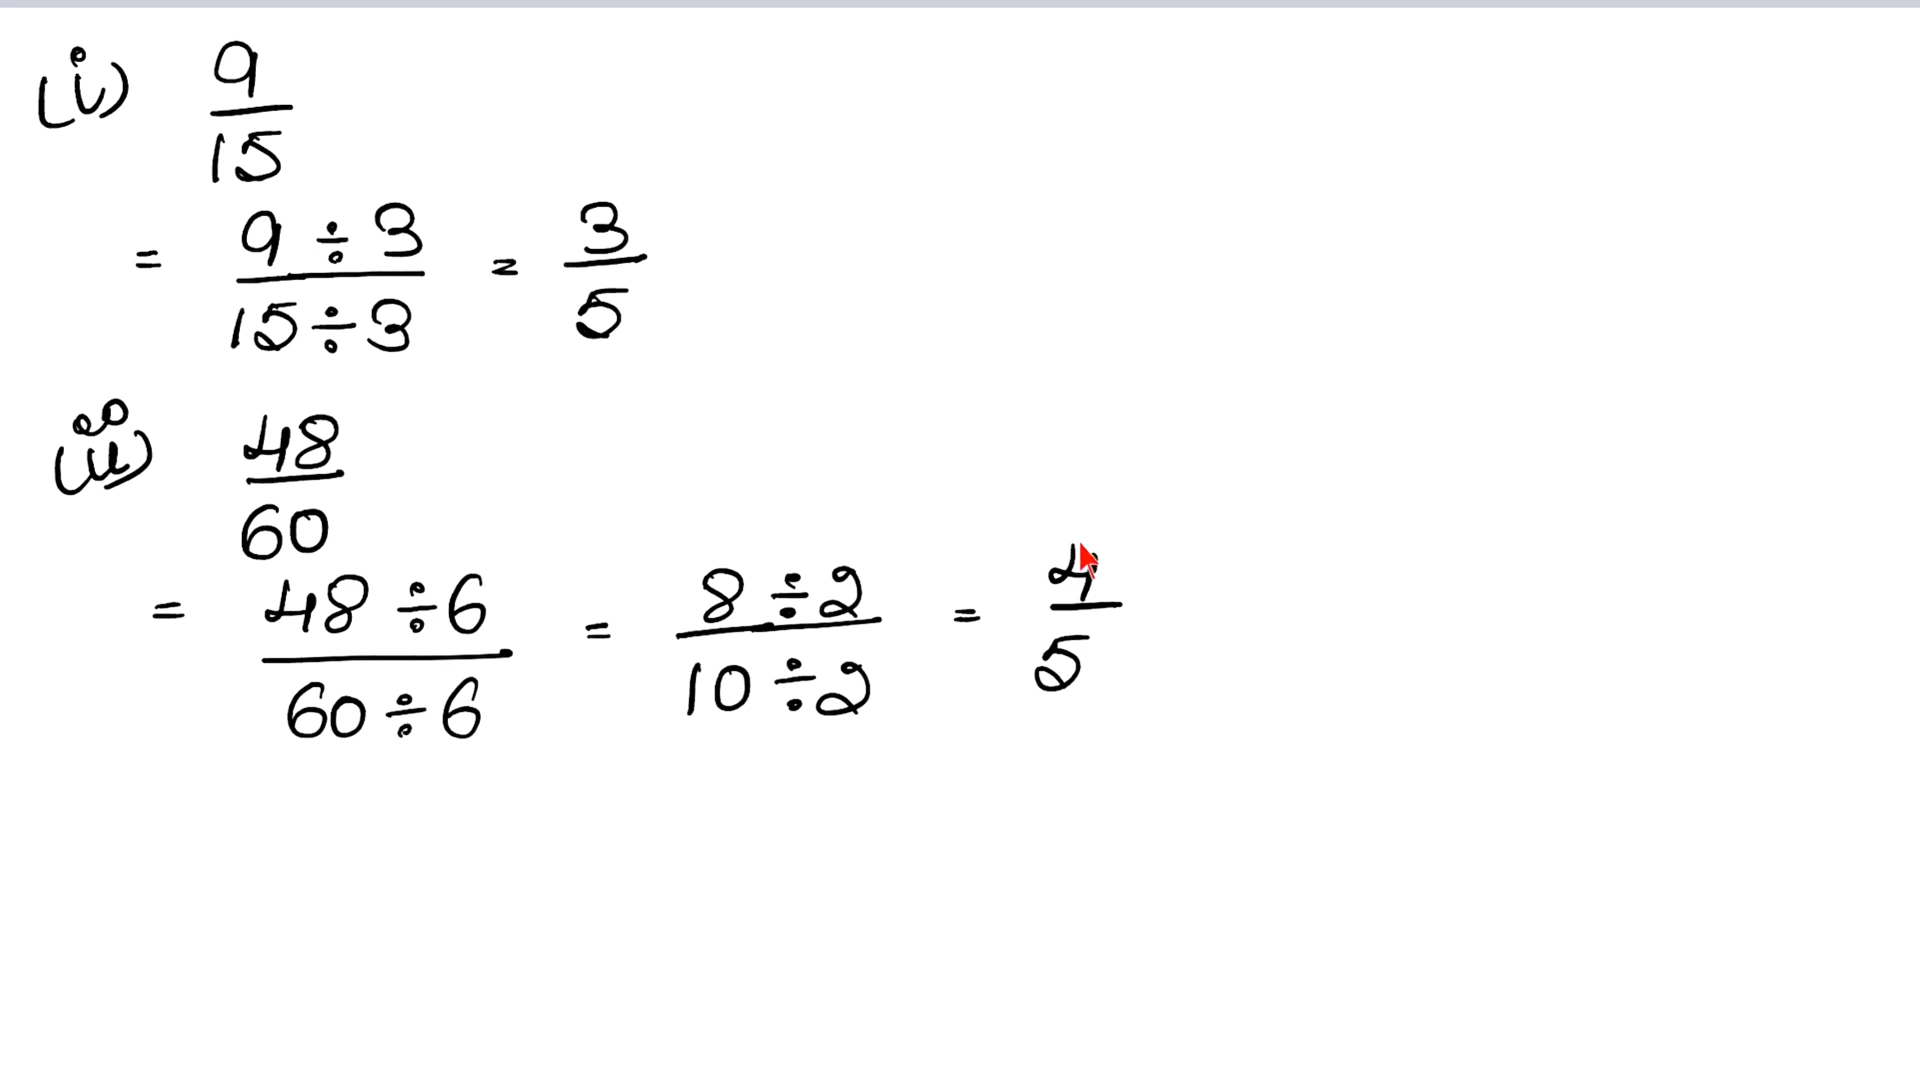 (i) 9/15
= (9 ÷ 3)/(15 ÷ 3) = 3/5
(ii) 48/60
= (48 ÷ 6)/(60 ÷ 6) = (8 ÷ 2)/(10 ÷ 2) = 4/5